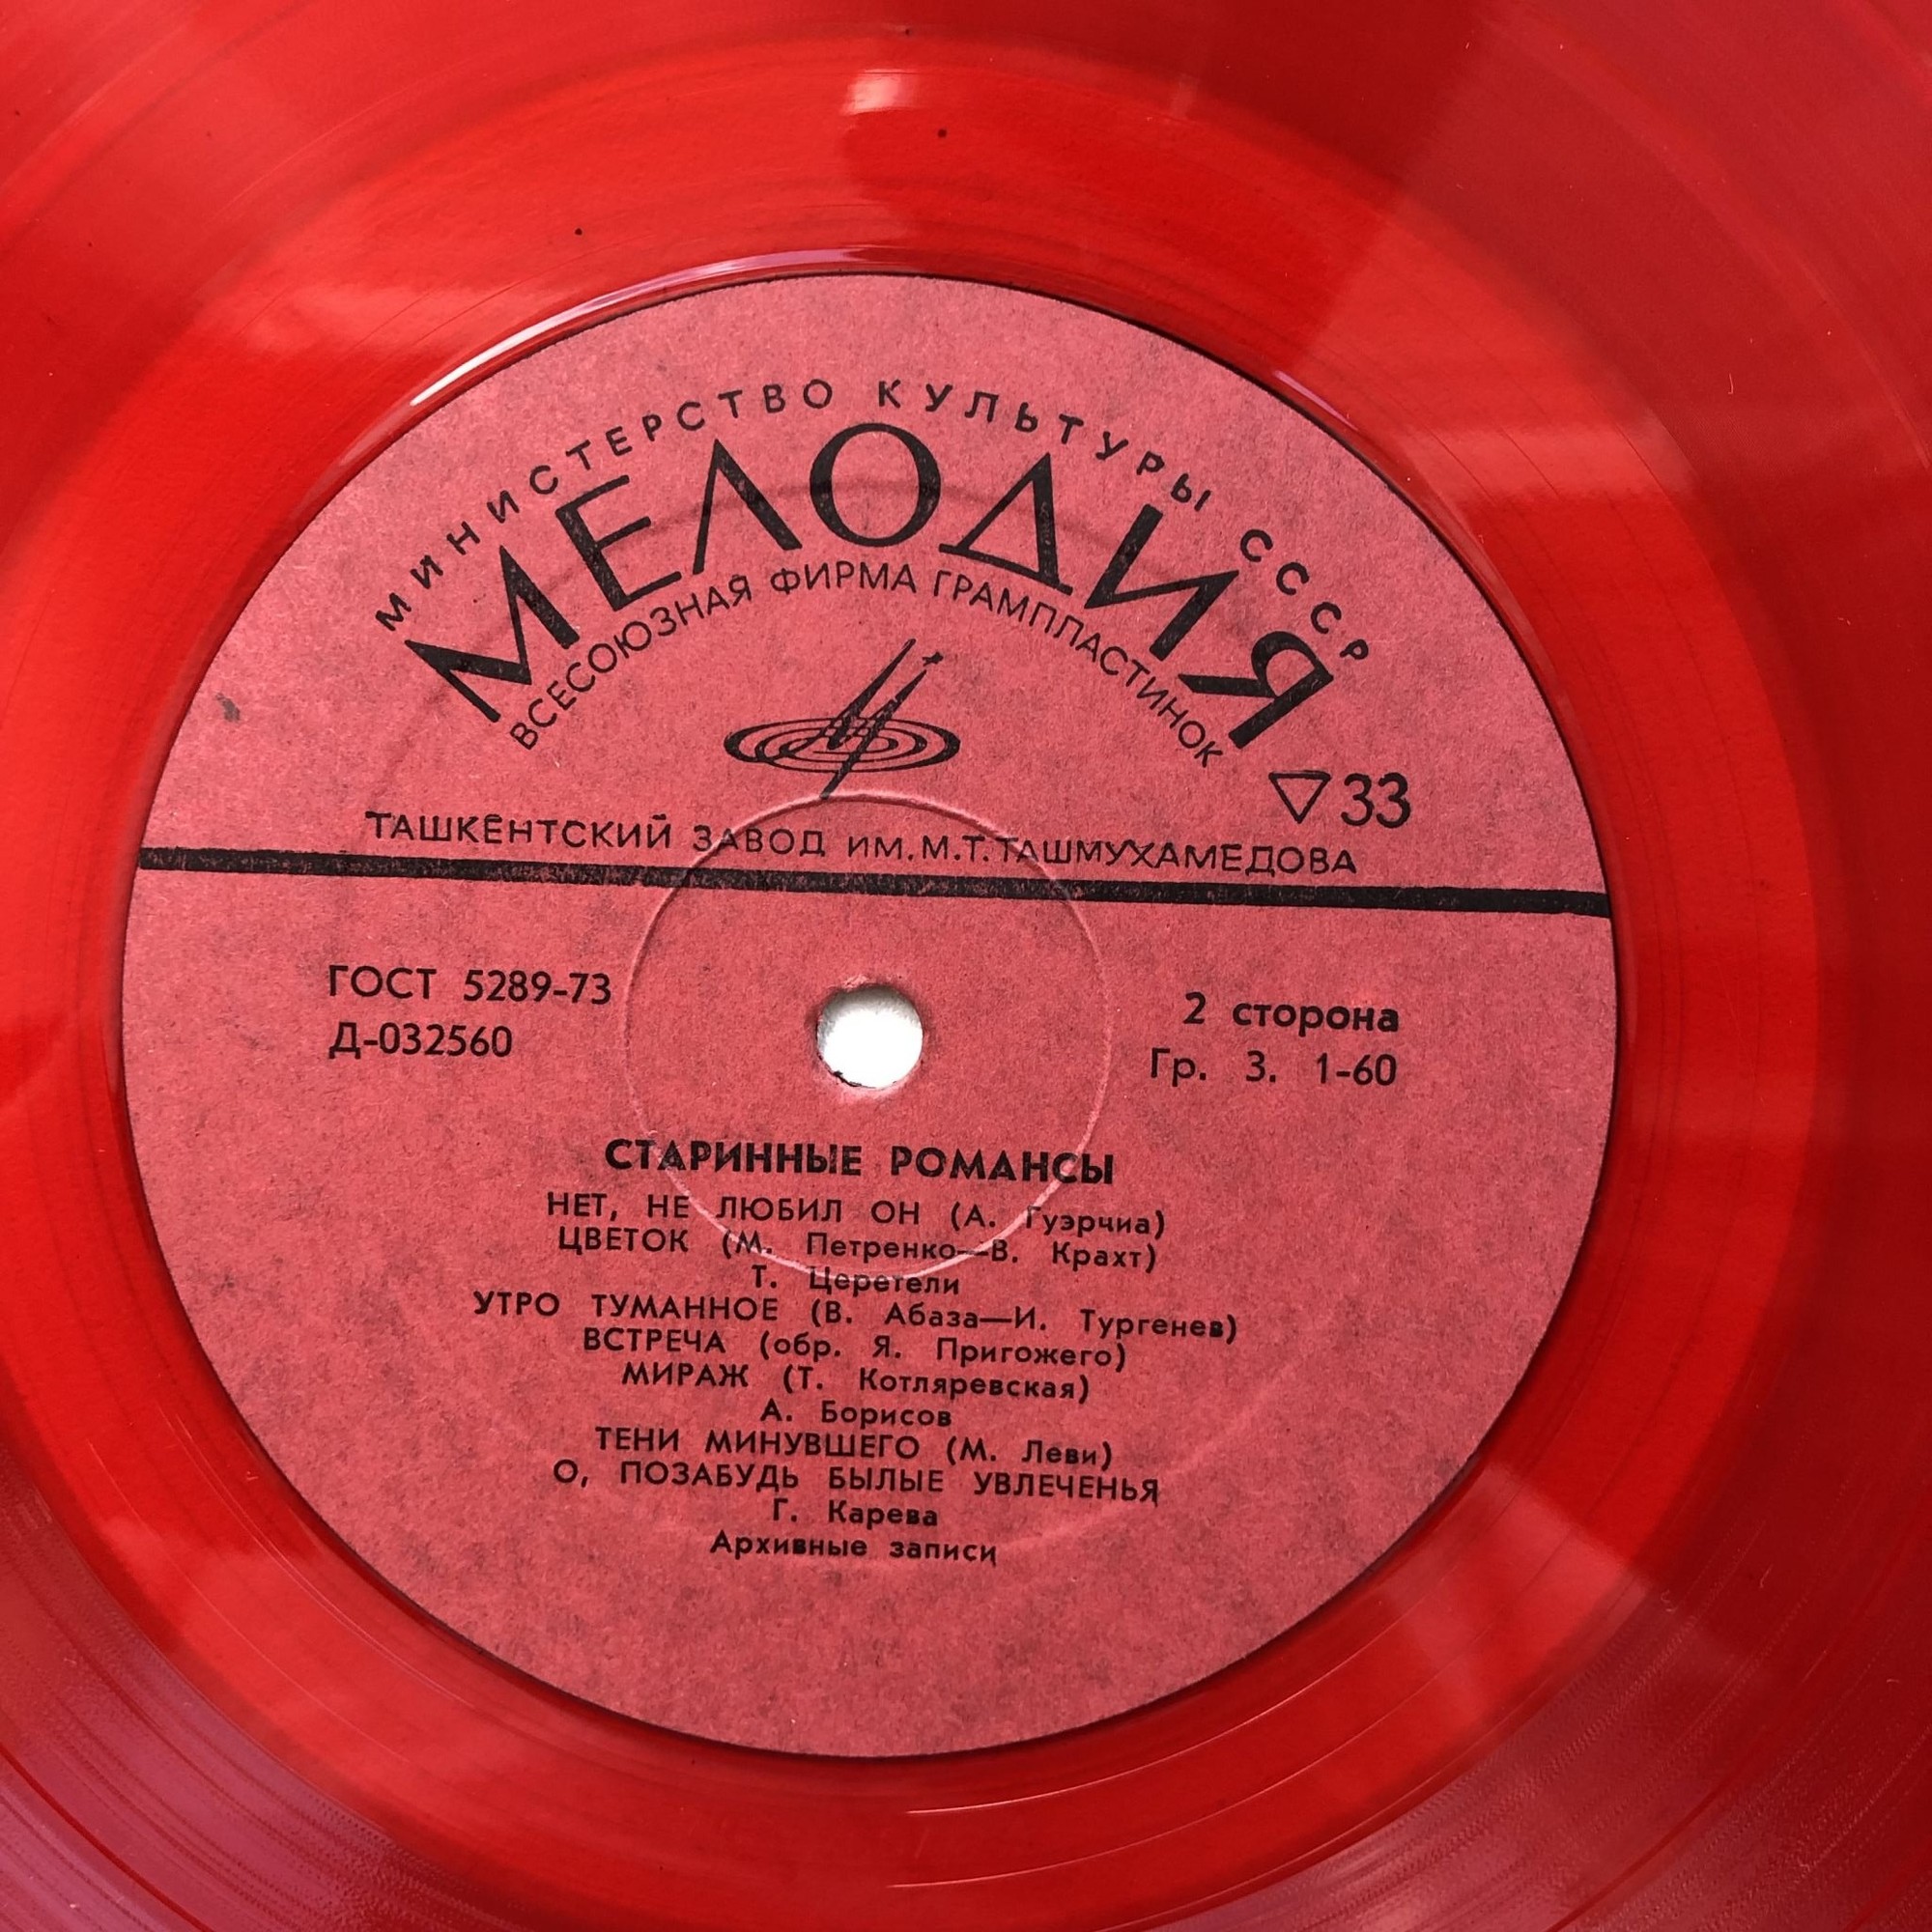 МИНИСТЕРСТВО КУЛЬТУРЫ СССР
МЕЛОДИЯ
ВСЕСОЮЗНАЯ ФИРМА ГРАМПЛАСТИНОК
33
ТАШКЕНТСКИЙ ЗАВОД ИМ.М.Т.ТАШМУХАМЕДОВА
ГОСТ 5289-73
Д-032560
2 сторона
Гр. 3. 1-60
СТАРИННЫЕ РОМАНСЫ
НЕТ, НЕ ЛЮБИЛ ОН (А. Гуэрчиа)
ЦВЕТОК (М. Петренко—В. Крахт)
Т. Церетели
УТРО ТУМАННОЕ (В. Абаза—И. Тургенев)
ВСТРЕЧА (обр. Я. Пригожего)
МИРАЖ (Т. Котляревская)
А. Борисов
ТЕНИ МИНУВШЕГО (М. Леви)
О, ПОЗАБУДЬ БЫЛЫЕ УВЛЕЧЕНЬЯ
Г. Карева
Архивные записи